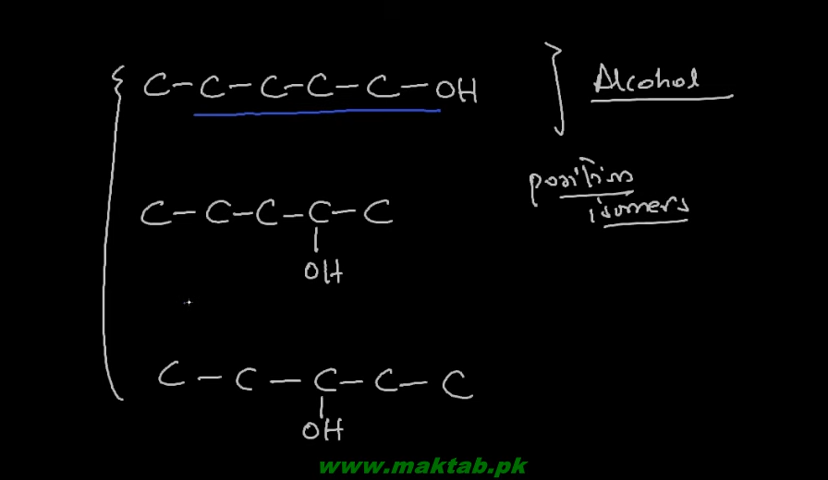 C-C-C-C-C-OH
Alcohol
position
isomers
C-C-C-C-C
OH
C-C-C-C-C
OH
www.maktab.pk